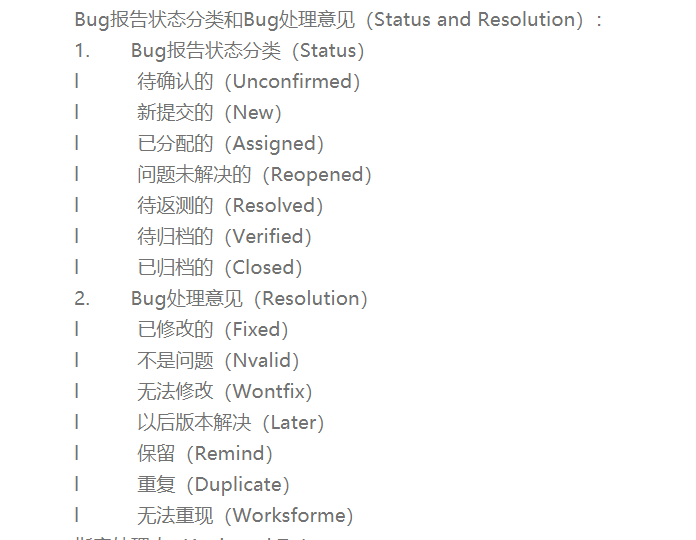 Bug报告状态分类和Bug处理意见（Status and Resolution）：
1. Bug报告状态分类（Status）
l 待确认的（Unconfirmed）
l 新提交的（New）
l 已分配的（Assigned）
l 问题未解决的（Reopened）
l 待返测的（Resolved）
l 待归档的（Verified）
l 已归档的（Closed）
2. Bug处理意见（Resolution）
l 已修改的（Fixed）
l 不是问题（Nvalid）
l 无法修改（Wontfix）
l 以后版本解决（Later）
l 保留（Remind）
l 重复（Duplicate）
l 无法重现（Worksforme）